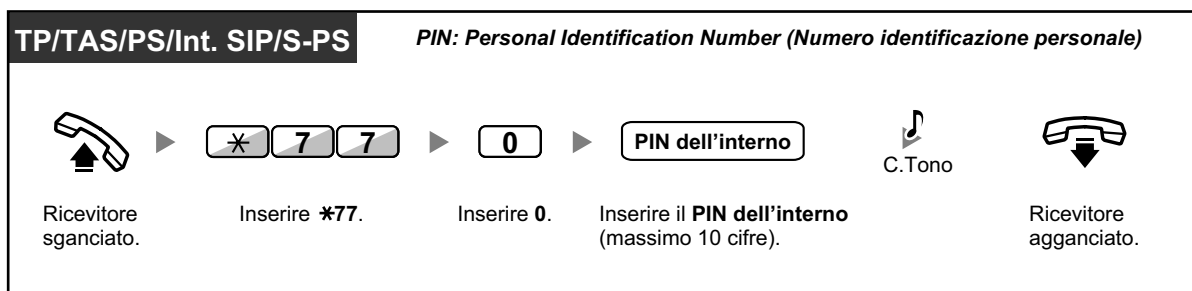 TP/TAS/PS/Int. SIP/S-PS
PIN: Personal Identification Number (Numero identificazione personale)
* 7 7
0
PIN dell’interno
C.Tono
Ricevitore
sganciato.
Inserire *77.
Inserire 0.
Inserire il PIN dell’interno
(massimo 10 cifre).
Ricevitore
agganciato.